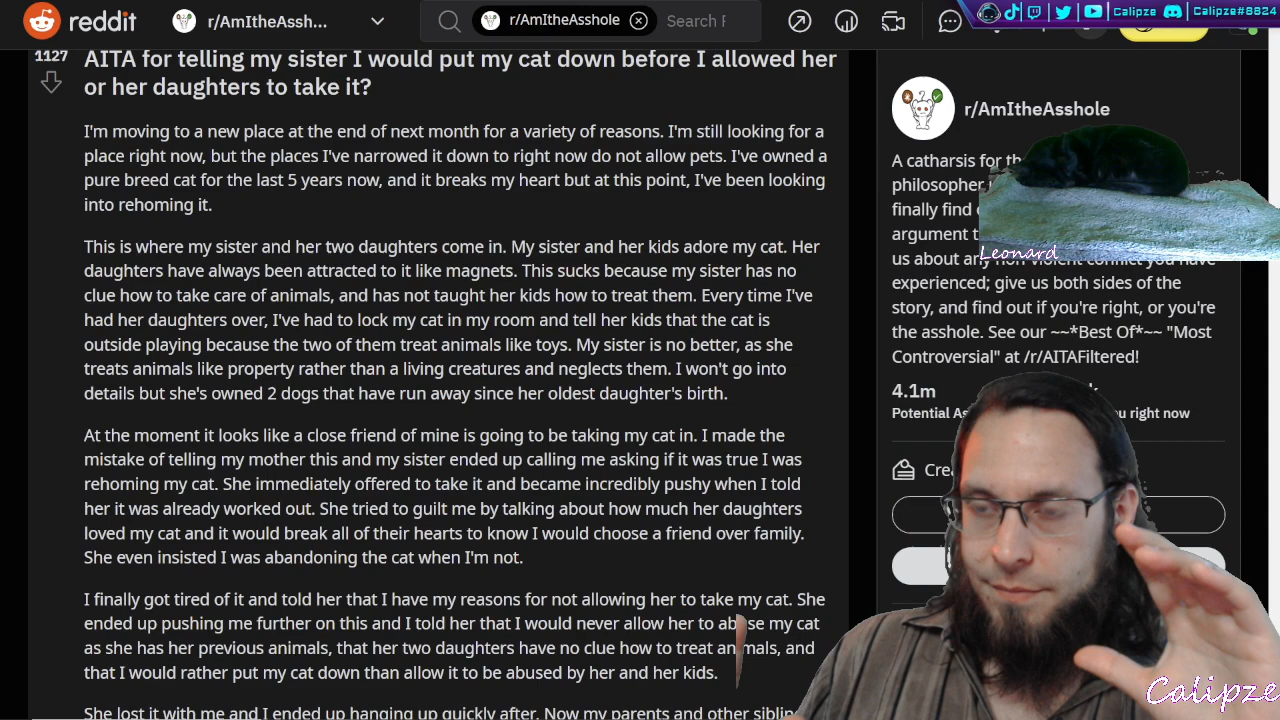 reddit
r/AmItheAssh...
r/AmItheAsshole
Calipze
Calipze#8824
1127
AITA for telling my sister I would put my cat down before I allowed her
or her daughters to take it?
I'm moving to a new place at the end of next month for a variety of reasons. I'm still looking for a
place right now, but the places I've narrowed it down to right now do not allow pets. I've owned a
pure breed cat for the last 5 years now, and it breaks my heart but at this point, I've been looking
into rehoming it.
This is where my sister and her two daughters come in. My sister and her kids adore my cat. Her
daughters have always been attracted to it like magnets. This sucks because my sister has no
clue how to take care of animals, and has not taught her kids how to treat them. Every time I've
had her daughters over, I've had to lock my cat in my room and tell her kids that the cat is
outside playing because the two of them treat animals like toys. My sister is no better, as she
treats animals like property rather than a living creatures and neglects them. I won't go into
details but she's owned 2 dogs that have run away since her oldest daughter's birth.
At the moment it looks like a close friend of mine is going to be taking my cat in. I made the
mistake of telling my mother this and my sister ended up calling me asking if it was true I was
rehoming my cat. She immediately offered to take it and became incredibly pushy when I told
her it was already worked out. She tried to guilt me by talking about how much her daughters
loved my cat and it would break all of their hearts to know I would choose a friend over family.
She even insisted I was abandoning the cat when I'm not.
I finally got tired of it and told her that I have my reasons for not allowing her to take my cat. She
ended up pushing me further on this and I told her that I would never allow her to abuse my cat
as she has her previous animals, that her two daughters have no clue how to treat animals, and
that I would rather put my cat down than allow it to be abused by her and her kids.
She lost it with me and I ended up hanging up quickly after. Now my parents and other
r/AmItheAsshole
A catharsis for the
philosopher
finally find
argument
us about any non-violent conflict you have
experienced; give us both sides of the
story, and find out if you're right, or you're
the asshole. See our ~~*Best Of*~~ "Most
Controversial" at /r/AITAFiltered!
Leonard
4.1m
Potential
right now
Calipze